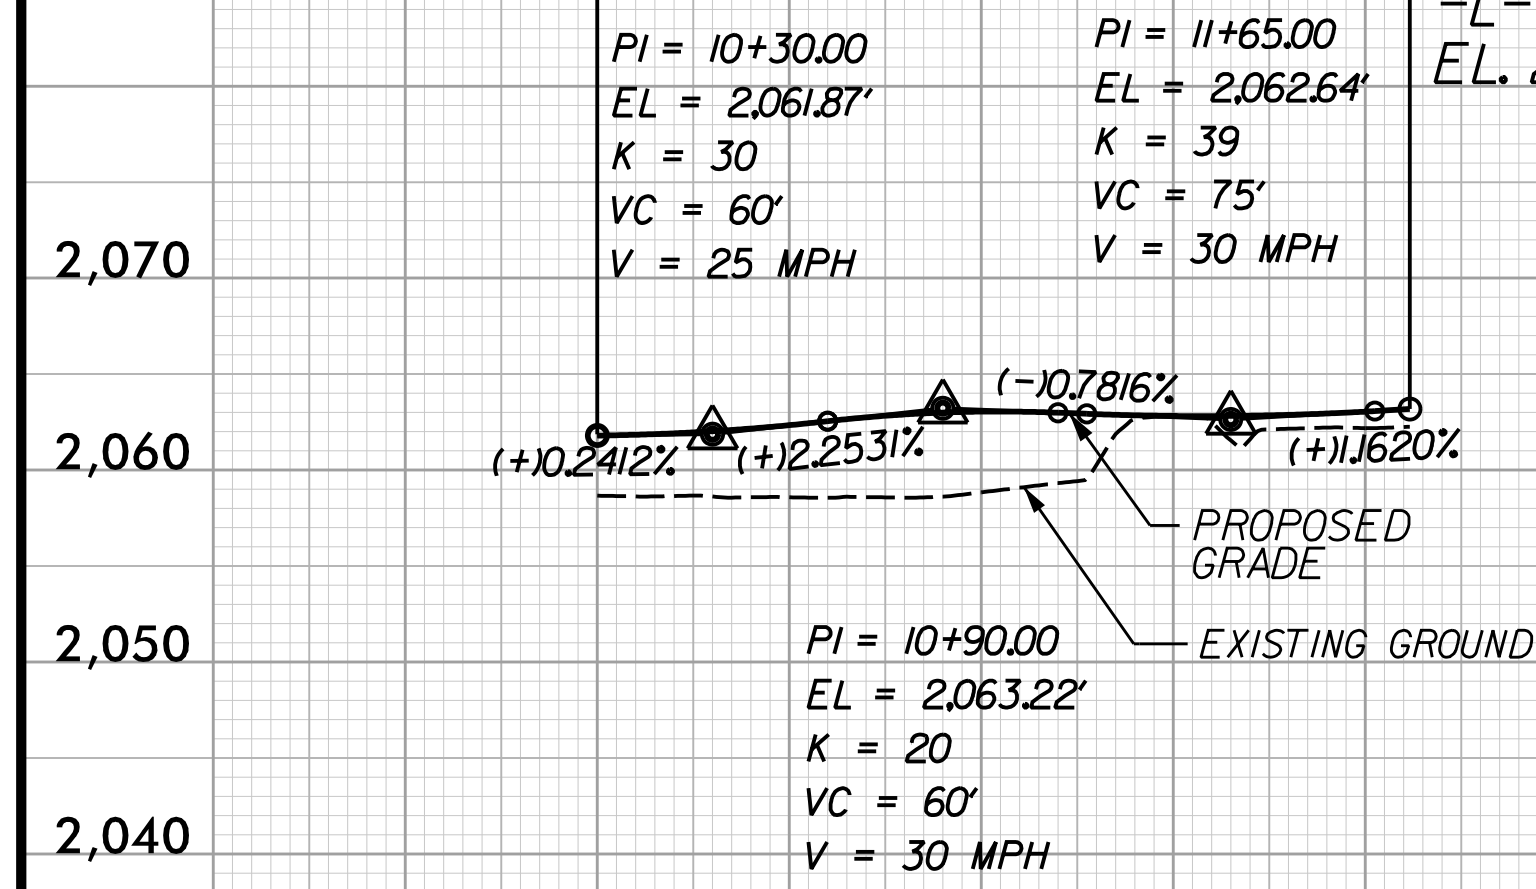 PI = 10+30.00
EL = 2,061.87'
K = 30
VC = 60'
V = 25 MPH
PI = 11+65.00
EL = 2,062.64'
K = 39
VC = 75'
V = 30 MPH
-L-
EL.
2,070
2,060
2,050
2,040
(+)0.2412%
(+)2.2531%
(-)0.7816%
(+)1.1620%
PROPOSED
GRADE
EXISTING GROUND
PI = 10+90.00
EL = 2,063.22'
K = 20
VC = 60'
V = 30 MPH